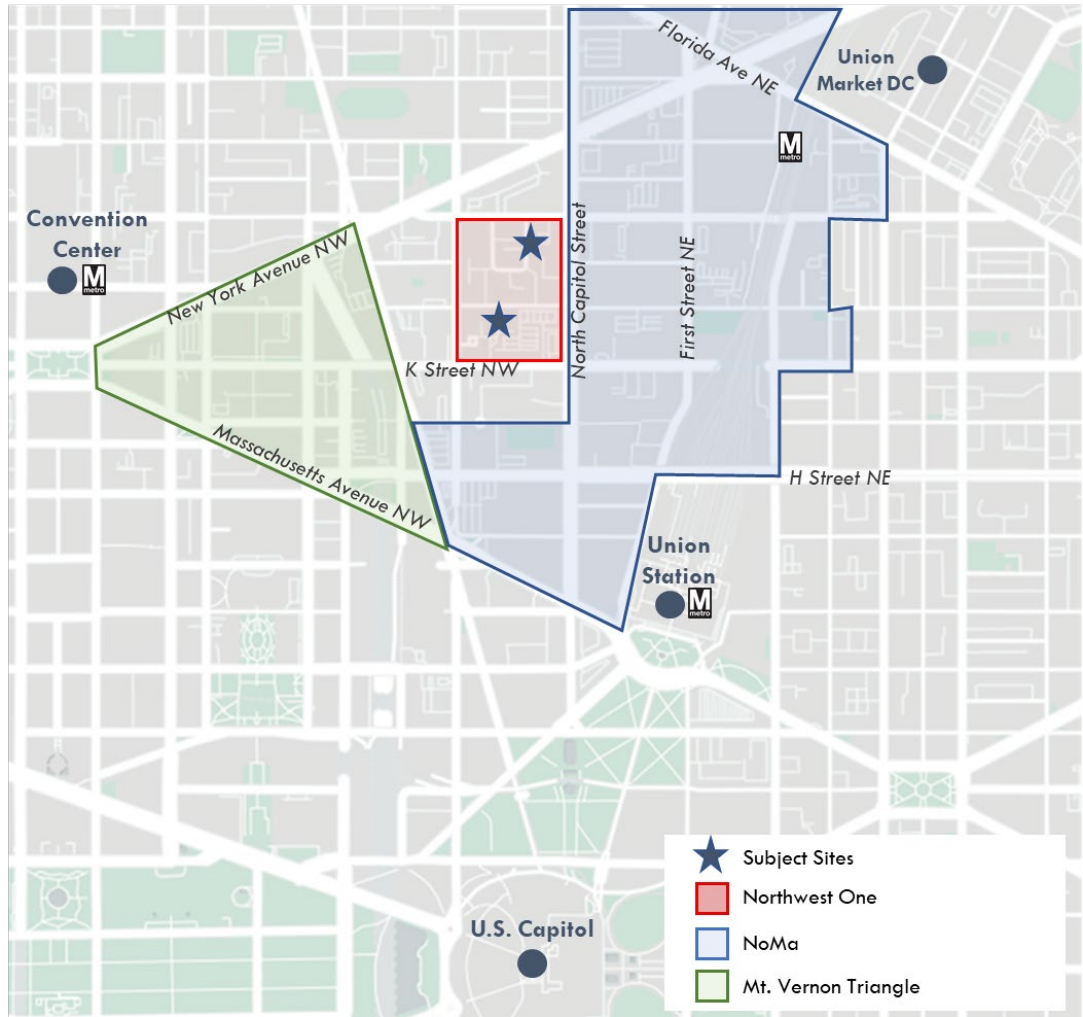 Florida Ave NE
Union
Market DC
M
metro
Convention
Center
M
metro
New York Avenue NW
North Capitol Street
First Street NE
K Street NW
Massachusetts Avenue NW
H Street NE
Union
Station
M
metro
U.S. Capitol
Subject Sites
Northwest One
NoMa
Mt. Vernon Triangle